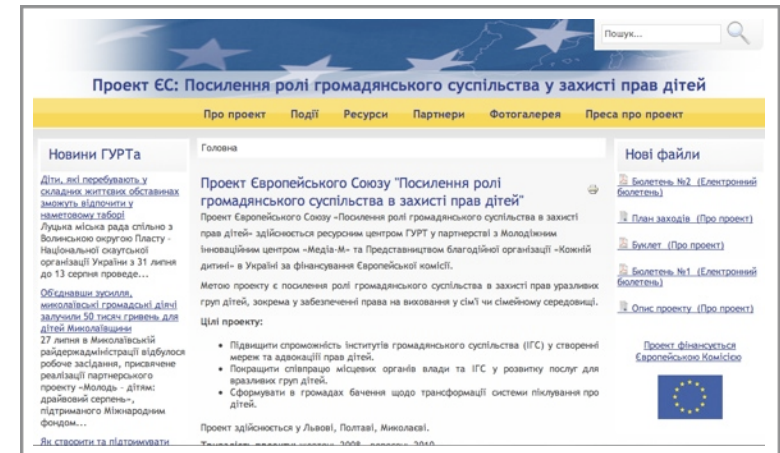 Пошук...
Проект ЄС: Посилення ролі громадянського суспільства у захисті прав дітей
Про проект Події Ресурси Партнери Фотогалерея Преса про проект
Новини ГУРТа
Діти, які перебувають у
складних життєвих обставинах
зможуть відпочити у
наметовому таборі
Луцька міська рада спільно з
Волинською округою Пласту -
Національної скаутської
організації України з 31 липня
до 13 серпня проведе...
Об'єднавши зусилля,
миколаївські громадські діячі
залучили 50 тисяч гривень для
дітей Миколаївщини
27 липня в Миколаївській
райдержадміністрації відбулося
робоче засідання, присвячене
реалізації партнерського
проекту «Молодь - дітям:
драйвовий серпень»,
підтриманого Міжнародним
фондом...
Як створити та підтримувати
Головна
Проект Європейського Союзу "Посилення ролі
громадянського суспільства в захисті прав дітей"
Проект Європейського Союзу «Посилення ролі громадянського суспільства в захисті
прав дітей» здійснюється ресурсним центром ГУРТ у партнерстві з Молодіжним
інноваційним центром «Медіа-М» та Представництвом благодійної організації «Кожній
дитині» в Україні за фінансування Європейської комісії.
Метою проекту є посилення ролі громадянського суспільства в захисті прав уразливих
груп дітей, зокрема у забезпеченні права на виховання у сім'ї чи сімейному середовищі.
Цілі проекту:
• Підвищити спроможність інститутів громадянського суспільства (ІГС) у створенні
мереж та адвокації прав дітей.
• Покращити співпрацю місцевих органів влади та ІГС у розвитку послуг для
вразливих груп дітей.
• Сформувати в громадах бачення щодо трансформації системи піклування про
дітей.
Проект здійснюється у Львові, Полтаві, Миколаєві.
Нові файли
Бюлетень №2 (Електронний
бюлетень)
План заходів (Про проект)
Буклет (Про проект)
Бюлетень №1 (Електронний
бюлетень)
Опис проекту (Про проект)
Проект фінансується
Європейською Комісією